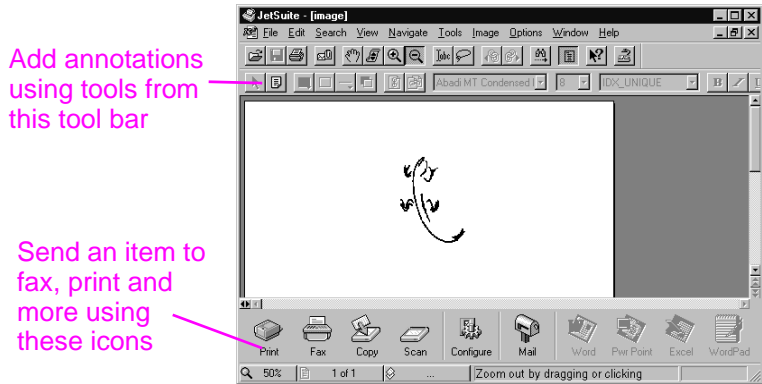 JetSuite - [image]
File Edit Search View Navigate Tools Image Options Window Help
Add annotations
using tools from
this tool bar
Abadi MT Condensed 8 IDX_UNIQUE B I
Send an item to
fax, print and
more using
these icons
Print Fax Copy Scan Configure Mail Word Pwr Point Excel WordPad
50% 1 of 1 ... Zoom out by dragging or clicking